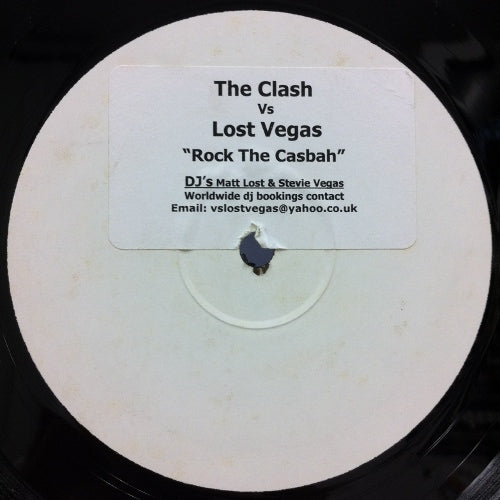 The Clash
Vs
Lost Vegas
“Rock The Casbah”
DJ’s Matt Lost & Stevie Vegas
Worldwide dj bookings contact
Email: vslostvegas@yahoo.co.uk